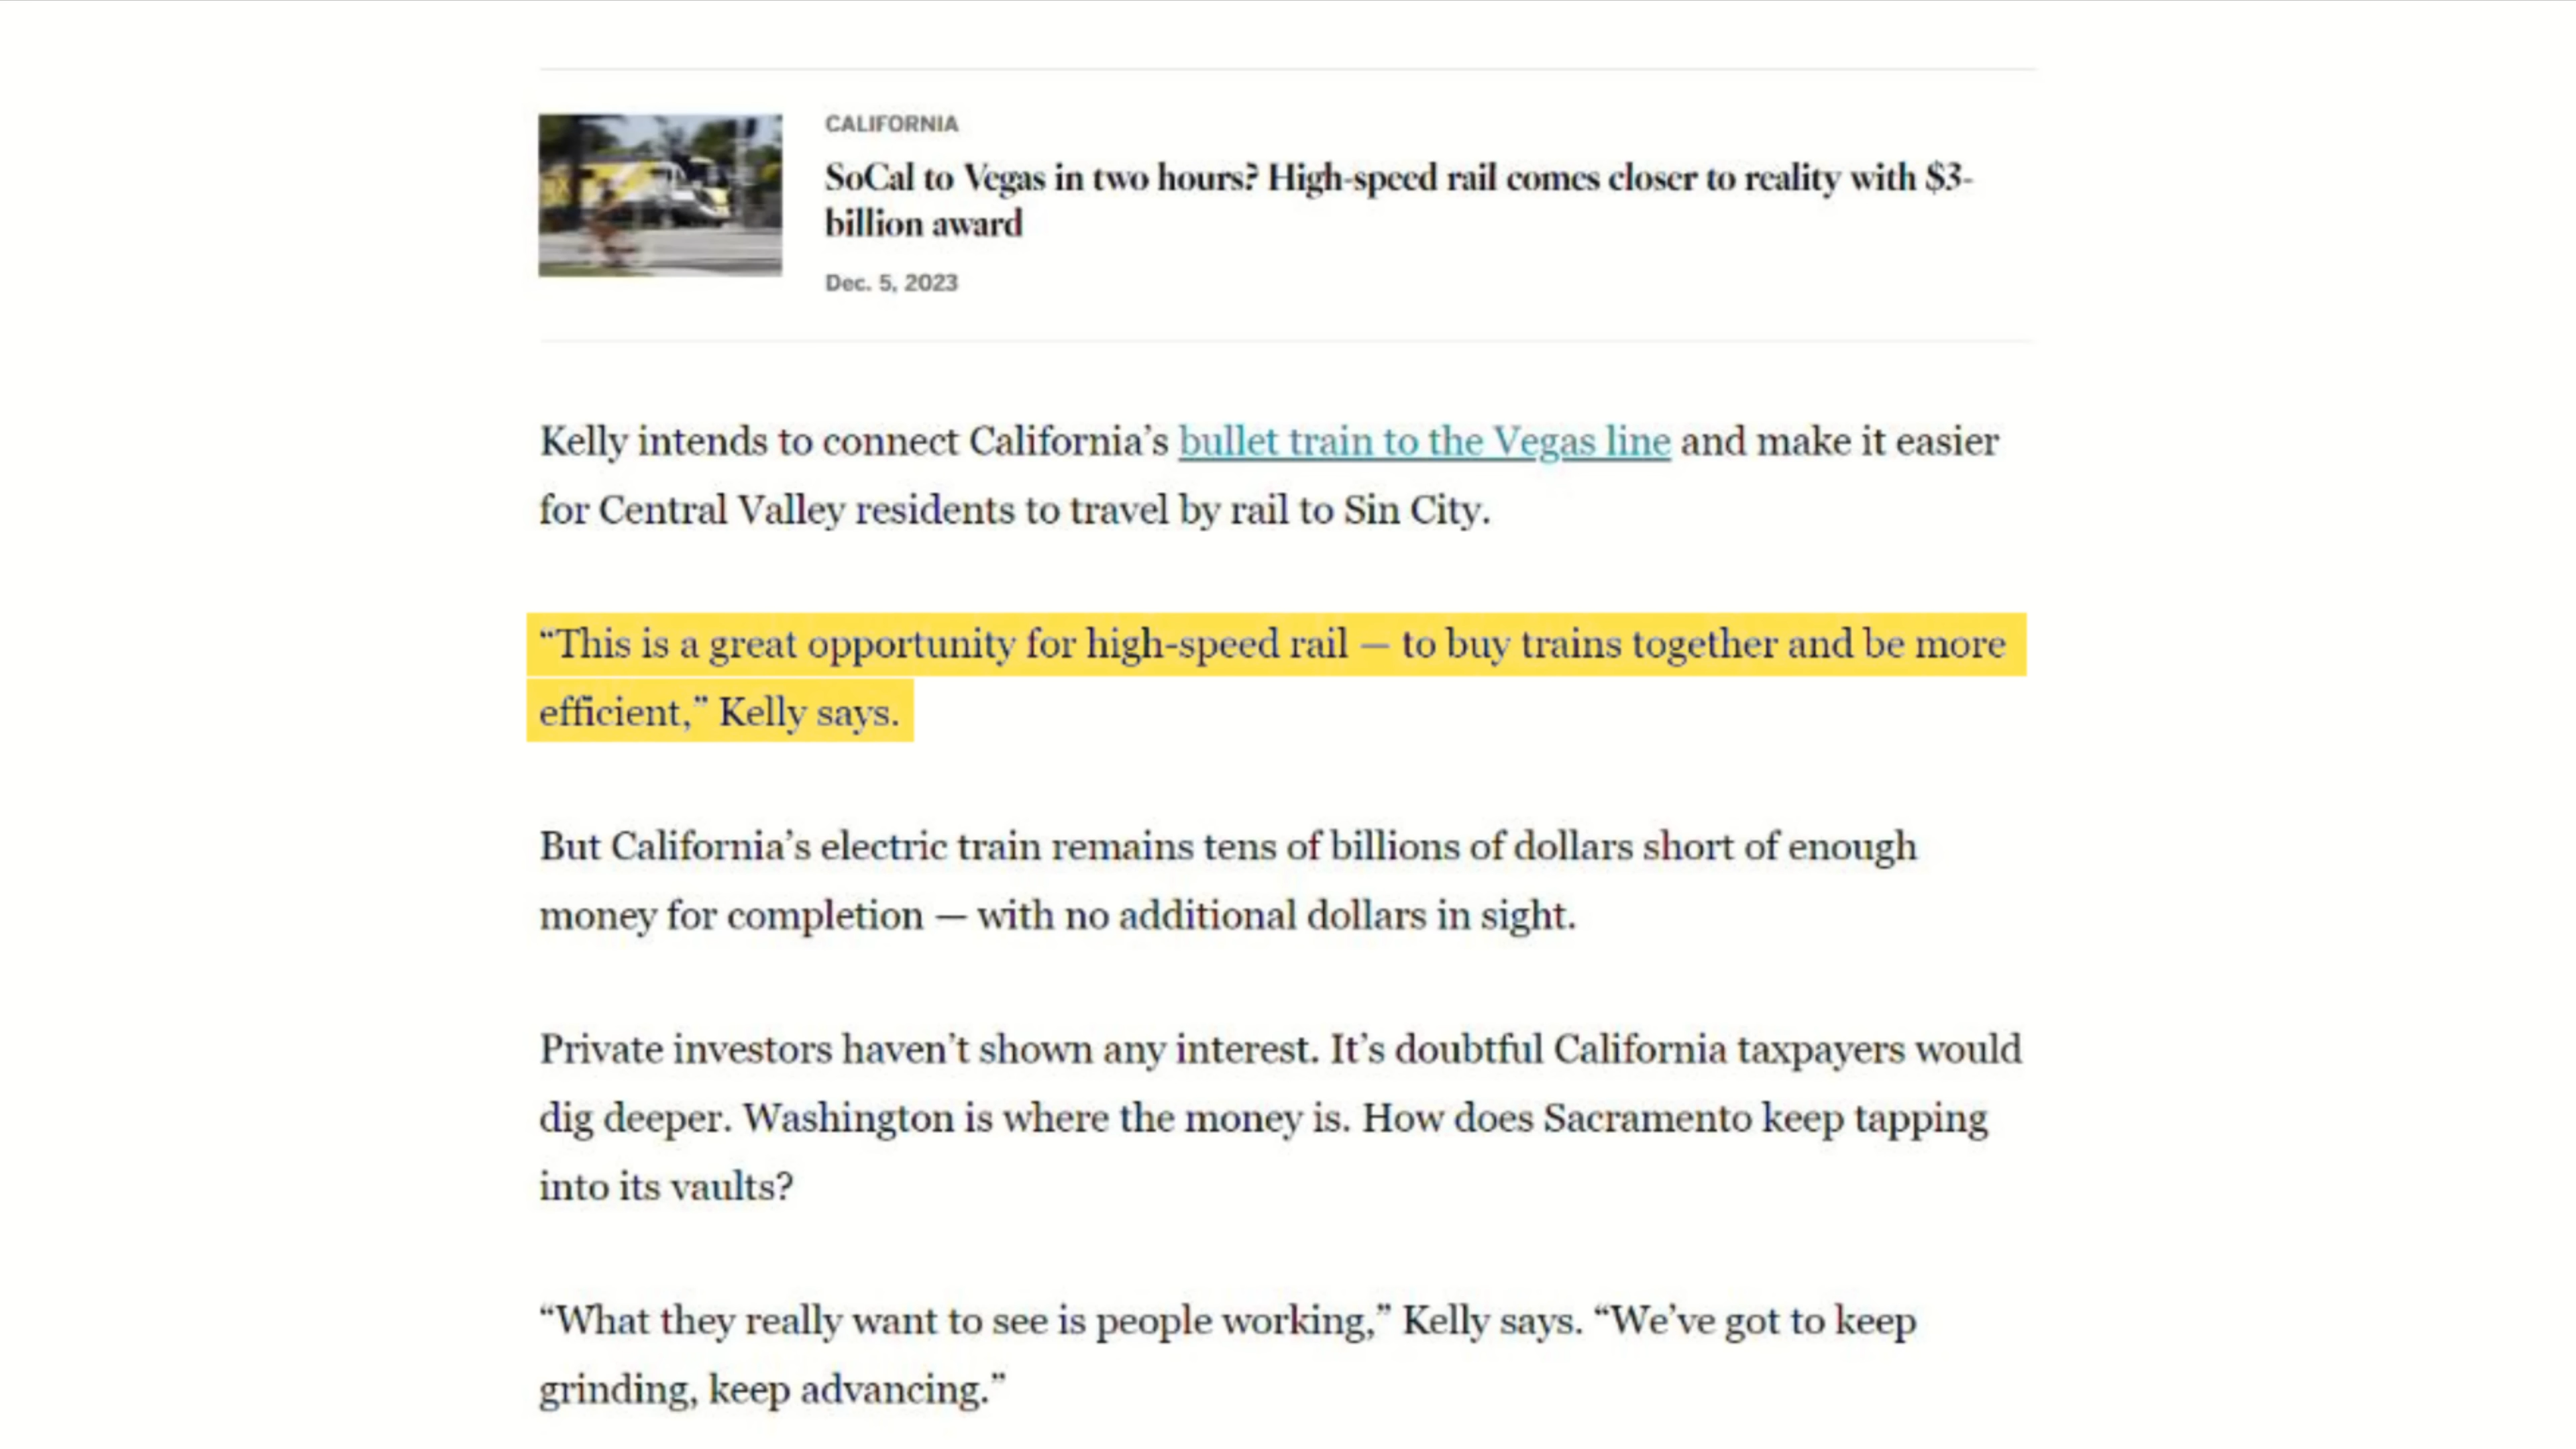 CALIFORNIA
SoCal to Vegas in two hours? High-speed rail comes closer to reality with $3-
billion award
Dec. 5, 2023
Kelly intends to connect California’s bullet train to the Vegas line and make it easier
for Central Valley residents to travel by rail to Sin City.
“This is a great opportunity for high-speed rail — to buy trains together and be more
efficient,” Kelly says.
But California’s electric train remains tens of billions of dollars short of enough
money for completion — with no additional dollars in sight.
Private investors haven’t shown any interest. It’s doubtful California taxpayers would
dig deeper. Washington is where the money is. How does Sacramento keep tapping
into its vaults?
“What they really want to see is people working,” Kelly says. “We’ve got to keep
grinding, keep advancing.”